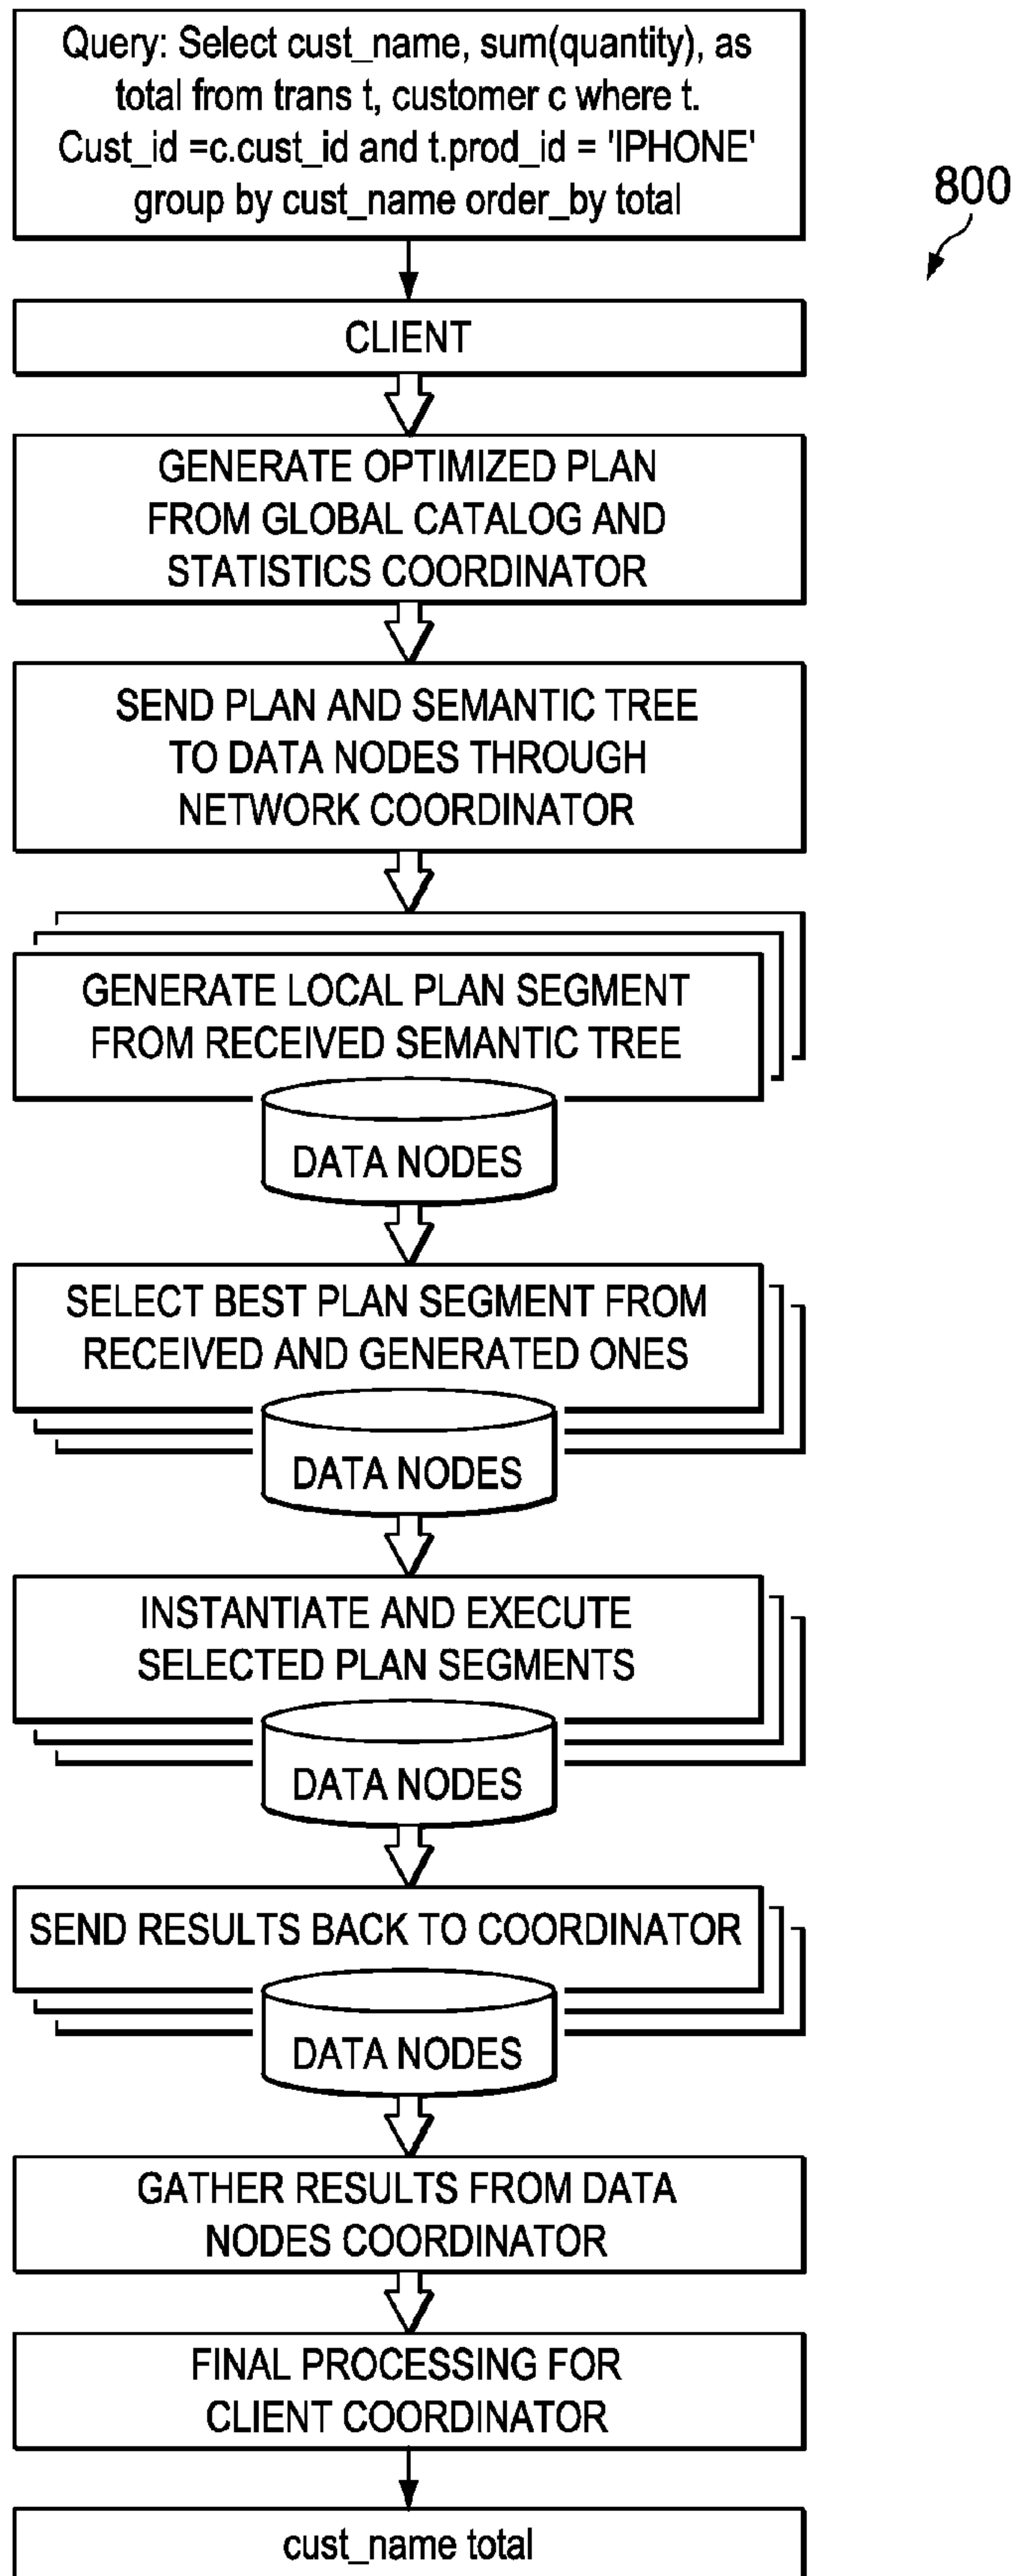 Query: Select cust_name, sum(quantity), as
total from trans t, customer c where t.
Cust_id =c.cust_id and t.prod_id = 'IPHONE'
group by cust_name order_by total
800
CLIENT
GENERATE OPTIMIZED PLAN
FROM GLOBAL CATALOG AND
STATISTICS COORDINATOR
SEND PLAN AND SEMANTIC TREE
TO DATA NODES THROUGH
NETWORK COORDINATOR
GENERATE LOCAL PLAN SEGMENT
FROM RECEIVED SEMANTIC TREE
DATA NODES
SELECT BEST PLAN SEGMENT FROM
RECEIVED AND GENERATED ONES
DATA NODES
INSTANTIATE AND EXECUTE
SELECTED PLAN SEGMENTS
DATA NODES
SEND RESULTS BACK TO COORDINATOR
DATA NODES
GATHER RESULTS FROM DATA
NODES COORDINATOR
FINAL PROCESSING FOR
CLIENT COORDINATOR
cust_name total